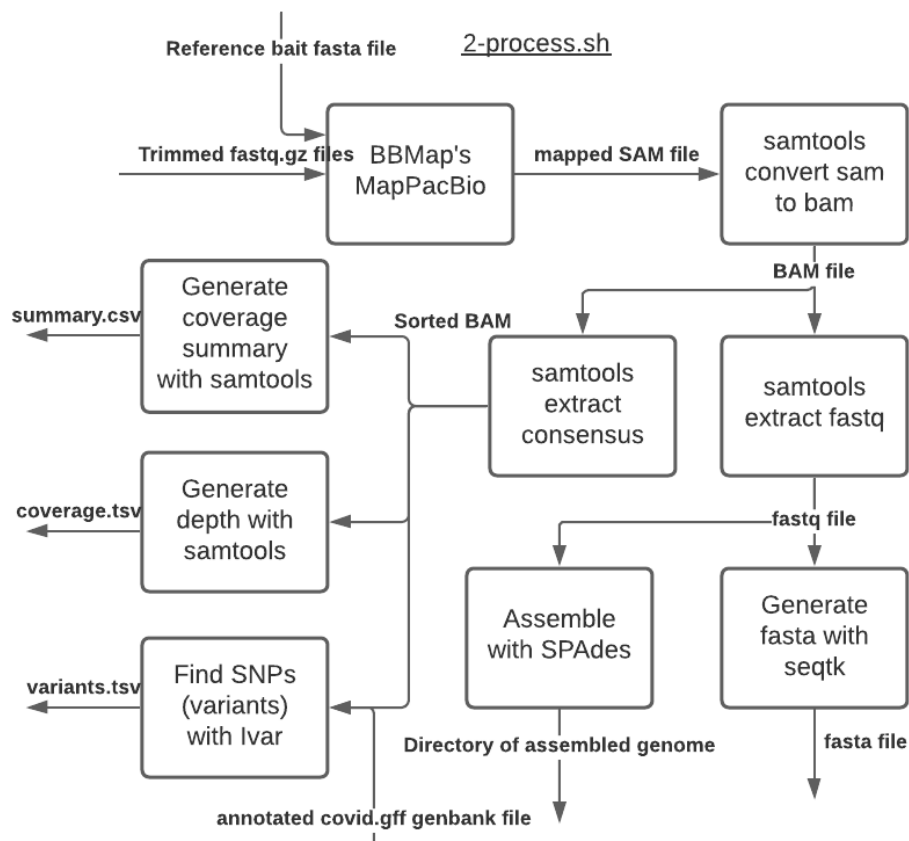 2-process.sh
Reference bait fasta file
Trimmed fastq.gz files
BBMap's
MapPacBio
mapped SAM file
samtools
convert sam
to bam
BAM file
summary.csv
Generate
coverage
summary
with samtools
Sorted BAM
samtools
extract
consensus
samtools
extract fastq
coverage.tsv
Generate
depth with
samtools
fastq file
Assemble
with SPAdes
Generate
fasta with
seqtk
variants.tsv
Find SNPs
(variants)
with Ivar
Directory of assembled genome
fasta file
annotated covid.gff genbank file